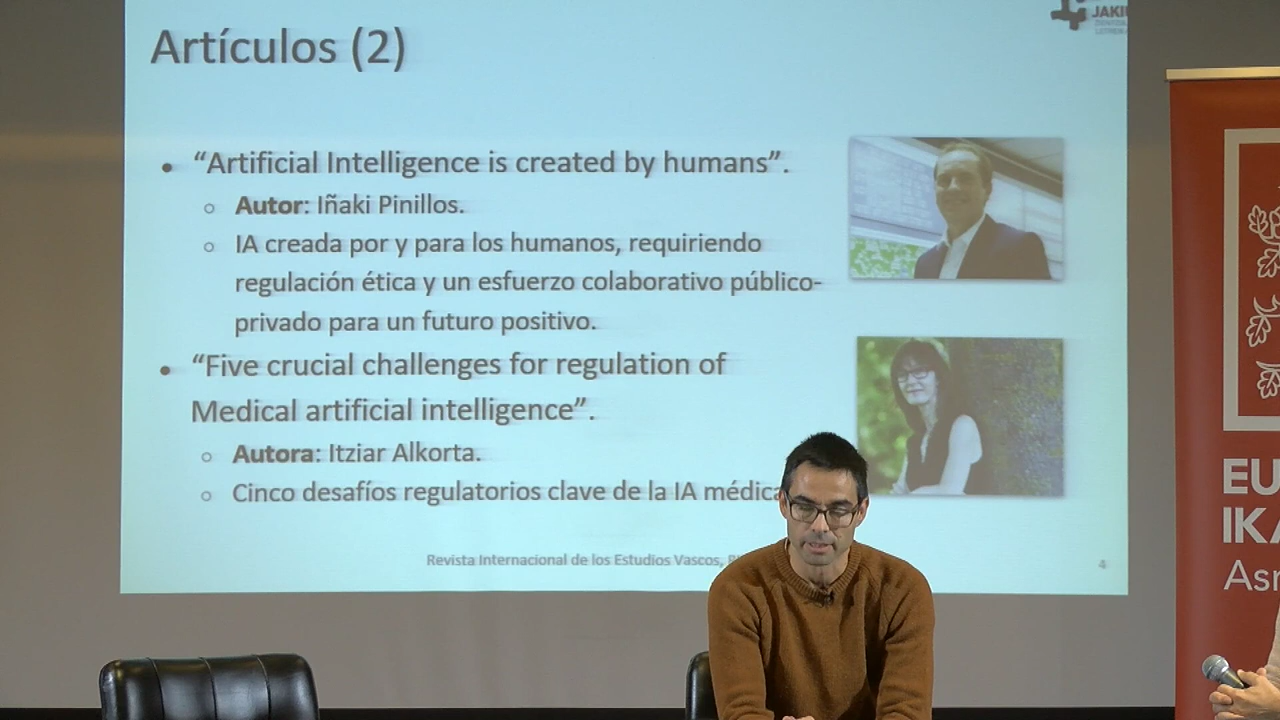 Artículos (2)
“Artificial Intelligence is created by humans”.
Autor: Iñaki Pinillos.
IA creada por y para los humanos, requiriendo
regulación ética y un esfuerzo colaborativo público-
privado para un futuro positivo.
“Five crucial challenges for regulation of
Medical artificial intelligence”.
Autora: Itziar Alkorta.
Cinco desafíos regulatorios clave de la IA médica
Revista Internacional de los Estudios Vascos,
4
JAKI
EU
IK
Asm